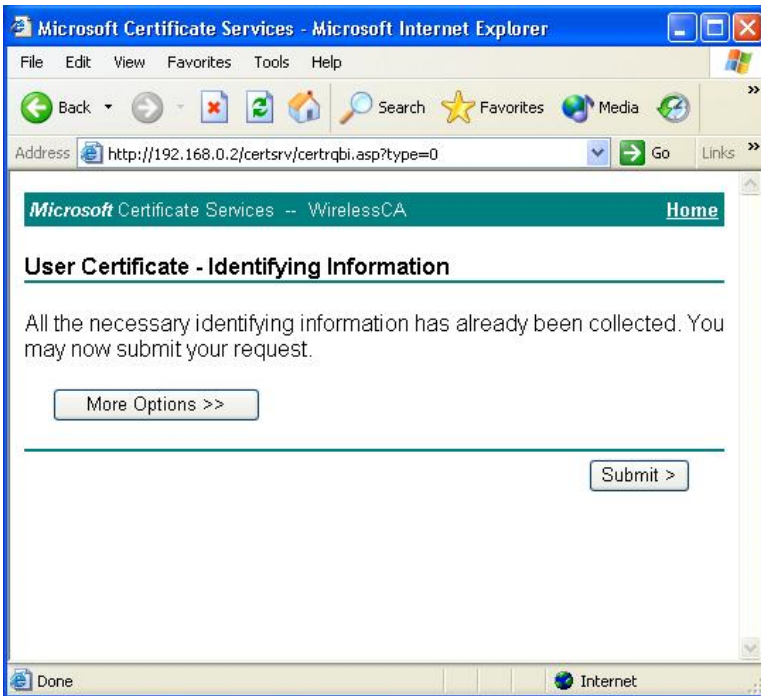 Microsoft Certificate Services - Microsoft Internet Explorer
File Edit View Favorites Tools Help
Back Search Favorites Media »
Address http://192.168.0.2/certsrv/certrqbi.asp?type=0 Go Links »
Microsoft Certificate Services -- WirelessCA Home
User Certificate - Identifying Information
All the necessary identifying information has already been collected. You
may now submit your request.
More Options >>
Submit >
Done Internet